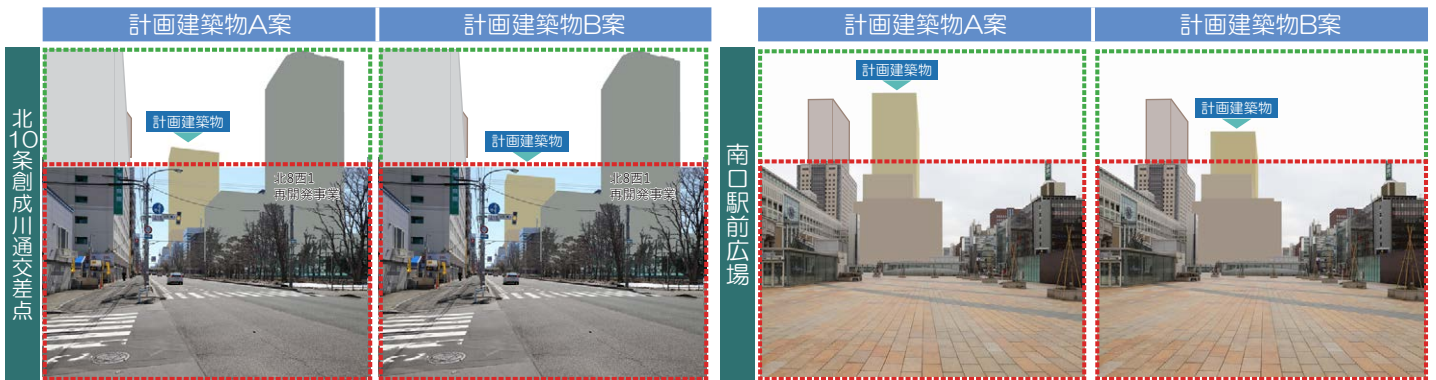 計画建築物A案
計画建築物B案
計画建築物A案
計画建築物B案
北10条創成川通交差点
計画建築物
北8西1
再開発事業
計画建築物
北8西1
再開発事業
南口駅前広場
計画建築物
計画建築物